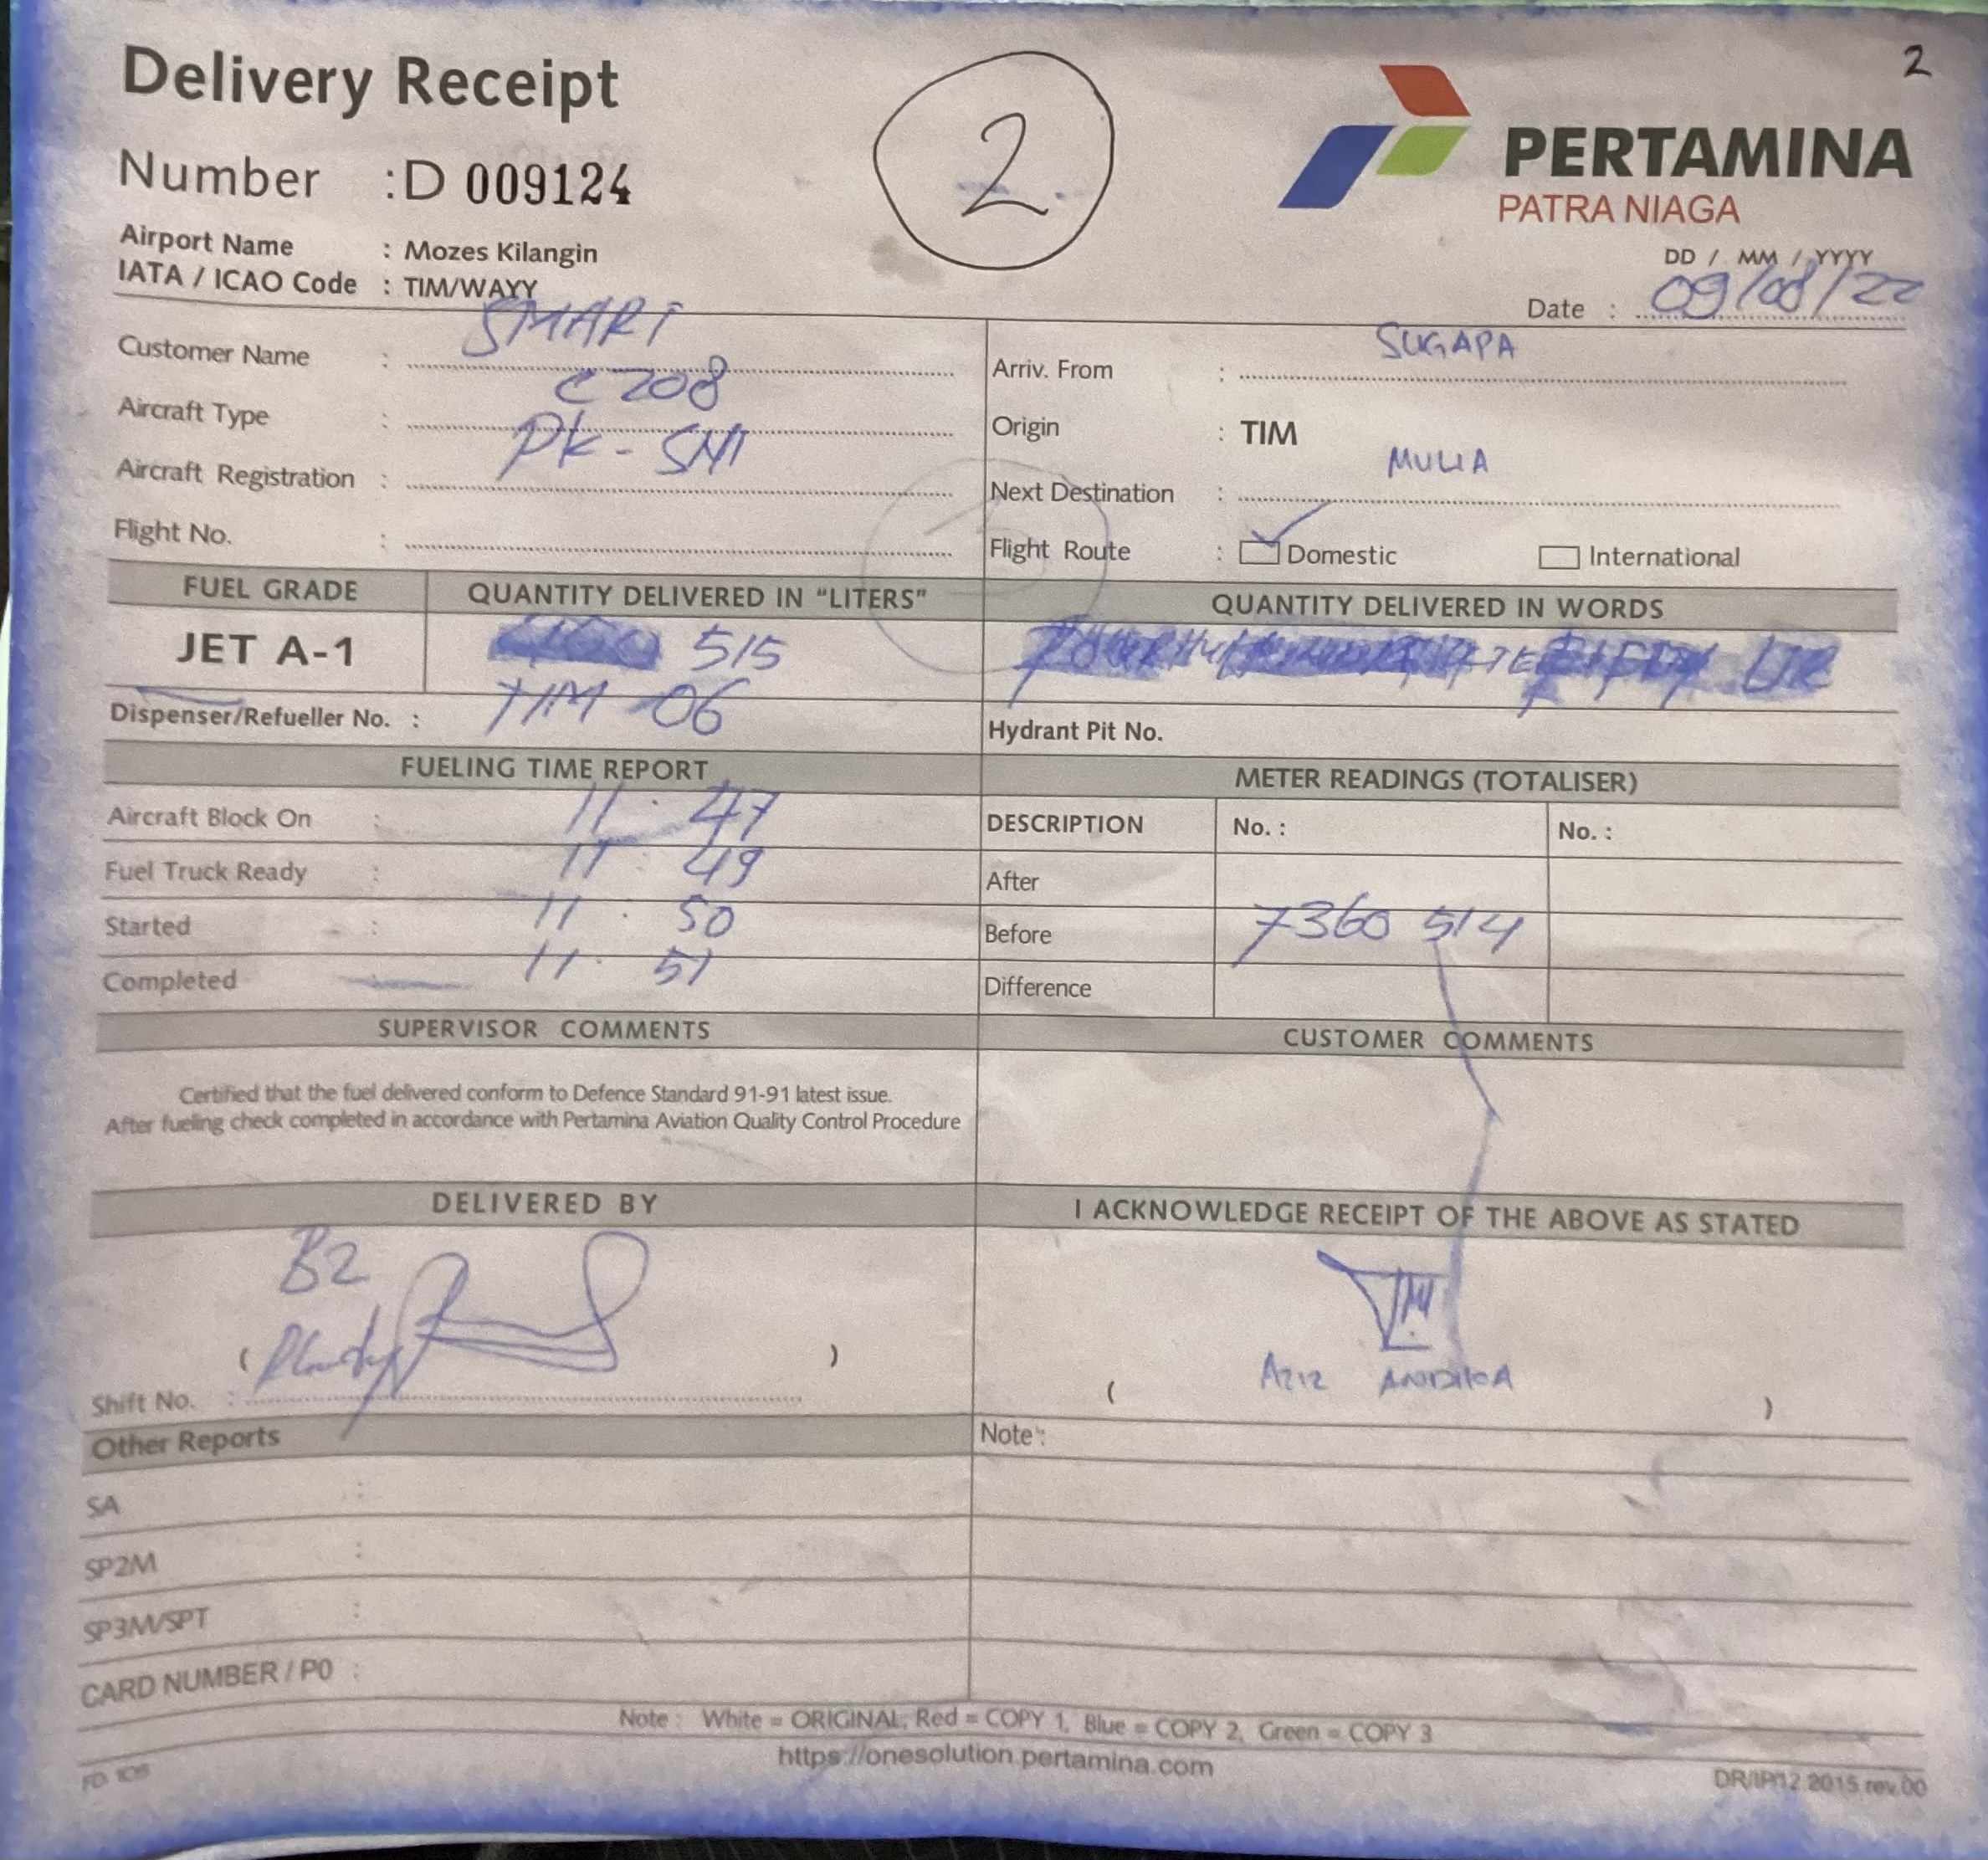 2
Delivery Receipt
2
PERTAMINA
PATRA NIAGA
Number : D 009124
Airport Name : Mozes Kilangin
IATA / ICAO Code : TIM/WAYY
DD / MM / YYYY
Date : 09/08/22
Customer Name : SMART
Aircraft Type : C208
Aircraft Registration : PK-SNI
Flight No. :
Arriv. From : SUGAPA
Origin : TIM
Next Destination : MULIA
Flight Route : Domestic International
FUEL GRADE QUANTITY DELIVERED IN “LITERS” QUANTITY DELIVERED IN WORDS
JET A-1 515
Dispenser/Refueller No. : TIM 06 Hydrant Pit No.
FUELING TIME REPORT
Aircraft Block On : 11 . 47
Fuel Truck Ready : 11 . 49
Started : 11 . 50
Completed 11 . 51
METER READINGS (TOTALISER)
DESCRIPTION No. : No. :
After
Before 7360 514
Difference
SUPERVISOR COMMENTS
Certified that the fuel delivered conform to Defence Standard 91-91 latest issue.
After fueling check completed in accordance with Pertamina Aviation Quality Control Procedure
CUSTOMER COMMENTS
DELIVERED BY
B2
( )
Shift No. :
I ACKNOWLEDGE RECEIPT OF THE ABOVE AS STATED
AZIZ ANDIKA
( )
Other Reports
SA :
SP2M :
SP3M/SPT :
CARD NUMBER / PO :
Note :
Note : White = ORIGINAL, Red = COPY 1, Blue = COPY 2, Green = COPY 3
https://onesolution.pertamina.com
DR/IP/12 2015 rev.00